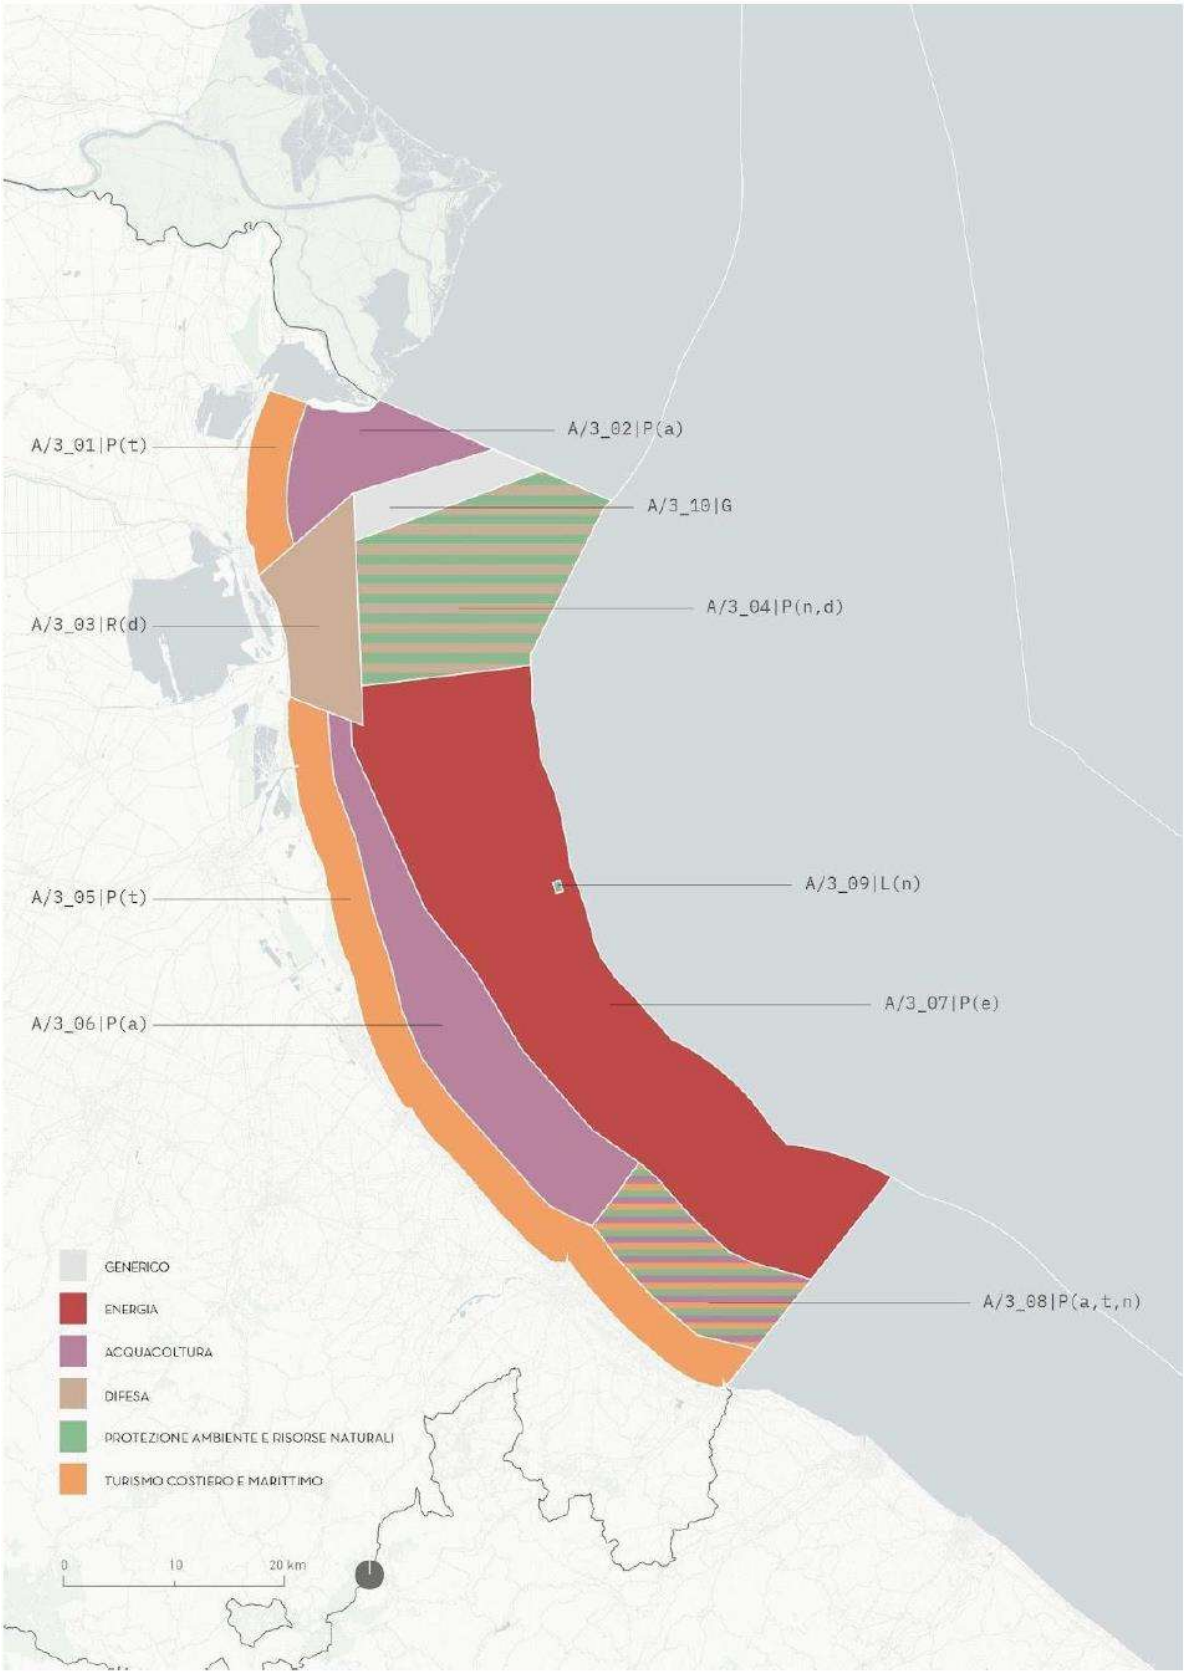 A/3_02|P(a)
A/3_01|P(t)
A/3_10|G
A/3_04|P(n,d)
A/3_03|R(d)
A/3_09|L(n)
A/3_05|P(t)
A/3_07|P(e)
A/3_06|P(a)
A/3_08|P(a,t,n)
GENERICO
ENERGIA
ACQUACOLTURA
DIFESA
PROTEZIONE AMBIENTE E RISORSE NATURALI
TURISMO COSTIERO E MARITTIMO
0 10 20 km